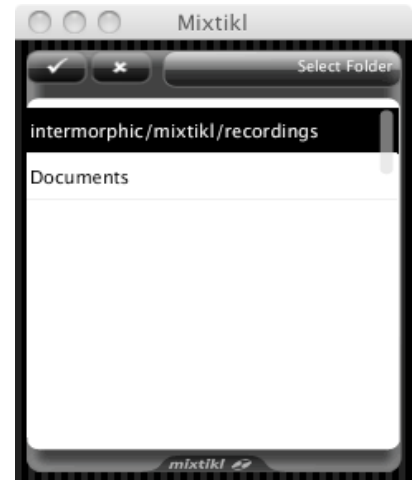 Mixtikl
Select Folder
intermorphic/mixtikl/recordings
Documents
mixtikl